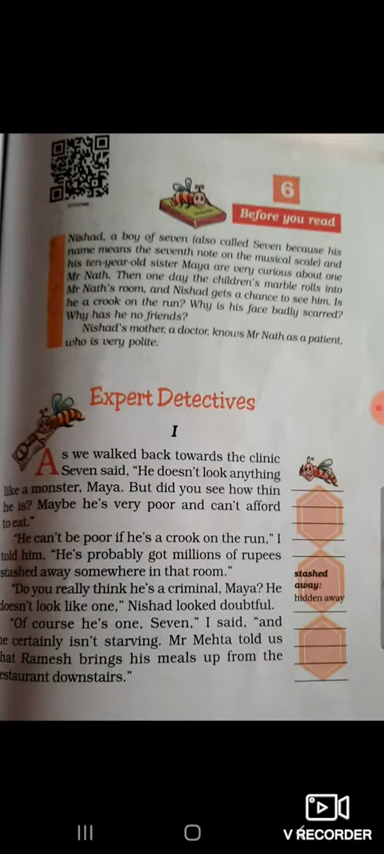 6
Before you read
Nishad, a boy of seven (also called Seven because his
name means the seventh note on the musical scale) and
his ten-year-old sister Maya are very curious about one
Mr Nath. Then one day the children's marble rolls into
Mr Nath's room, and Nishad gets a chance to see him. Is
he a crook on the run? Why is his face badly scarred?
Why has he no friends?
Nishad's mother, a doctor, knows Mr Nath as a patient,
who is very polite.
Expert Detectives
I
As we walked back towards the clinic
Seven said, “He doesn't look anything
like a monster, Maya. But did you see how thin
he is? Maybe he's very poor and can't afford
to eat.”
“He can't be poor if he's a crook on the run,” I
told him. “He's probably got millions of rupees
stashed away somewhere in that room.”
“Do you really think he's a criminal, Maya? He
doesn't look like one,” Nishad looked doubtful.
“Of course he's one, Seven,” I said, “and
he certainly isn't starving. Mr Mehta told us
hat Ramesh brings his meals up from the
estaurant downstairs.”
stashed
away:
hidden away
V RECORDER